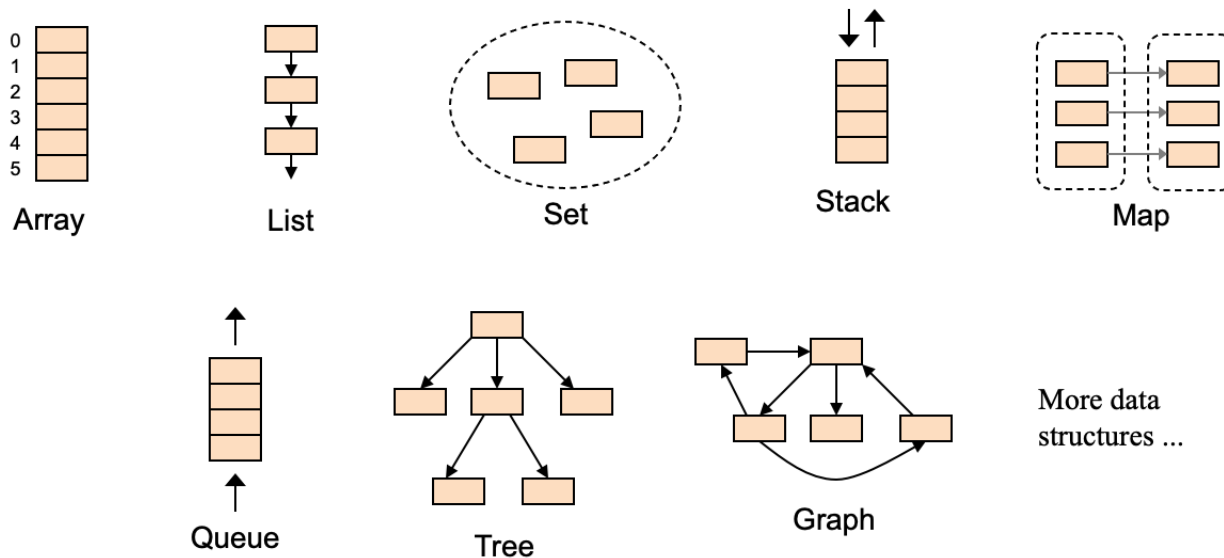 0
1
2
3
4
5
Array
List
Set
Stack
Map
Queue
Tree
Graph
More data
structures ...